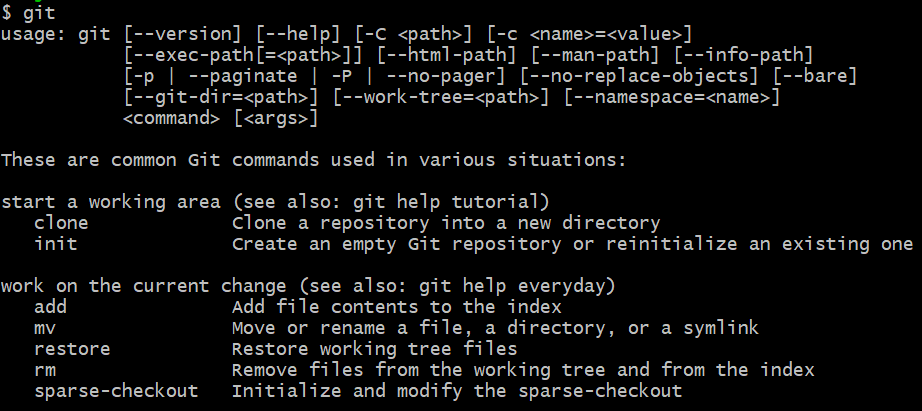 $ git
usage: git [--version] [--help] [-C <path>] [-c <name>=<value>]
           [--exec-path[=<path>]] [--html-path] [--man-path] [--info-path]
           [-p | --paginate | -P | --no-pager] [--no-replace-objects] [--bare]
           [--git-dir=<path>] [--work-tree=<path>] [--namespace=<name>]
           <command> [<args>]

These are common Git commands used in various situations:

start a working area (see also: git help tutorial)
   clone             Clone a repository into a new directory
   init              Create an empty Git repository or reinitialize an existing one

work on the current change (see also: git help everyday)
   add               Add file contents to the index
   mv                Move or rename a file, a directory, or a symlink
   restore           Restore working tree files
   rm                Remove files from the working tree and from the index
   sparse-checkout   Initialize and modify the sparse-checkout